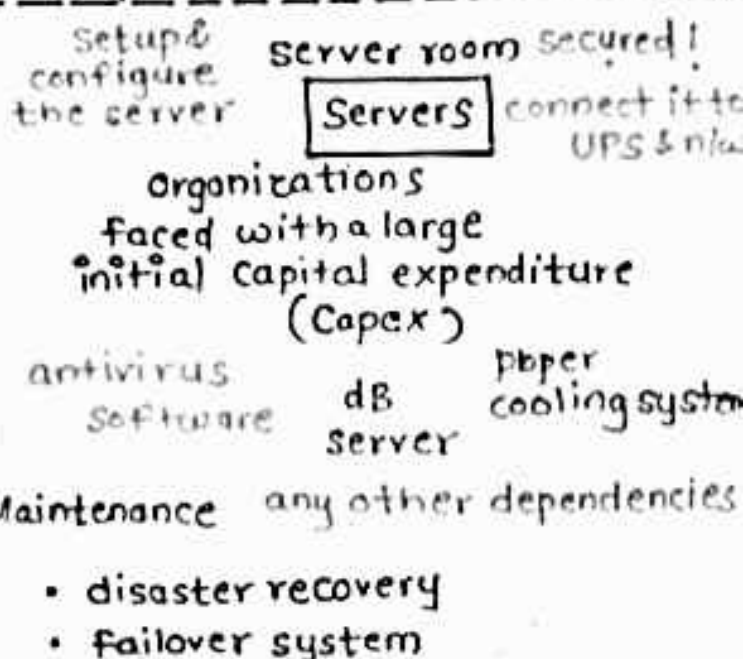 setup &
configure
the server
server room
secured!
Servers
connect it to
UPS & n/w
organizations
faced with a large
initial capital expenditure
(Capex)
antivirus
software
dB
server
proper
cooling system
Maintenance
any other dependencies
• disaster recovery
• failover system